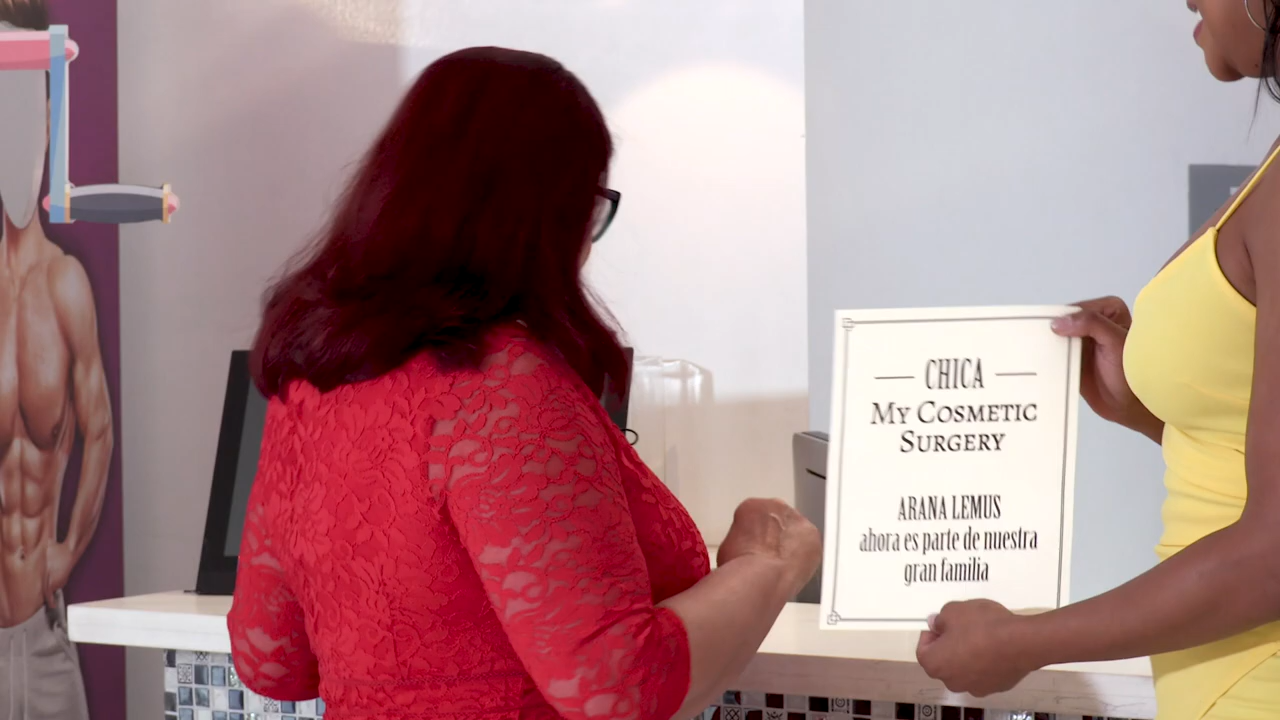 CHICA
MY COSMETIC
SURGERY
ARANA LEMUS
ahora es parte de nuestra
gran familia